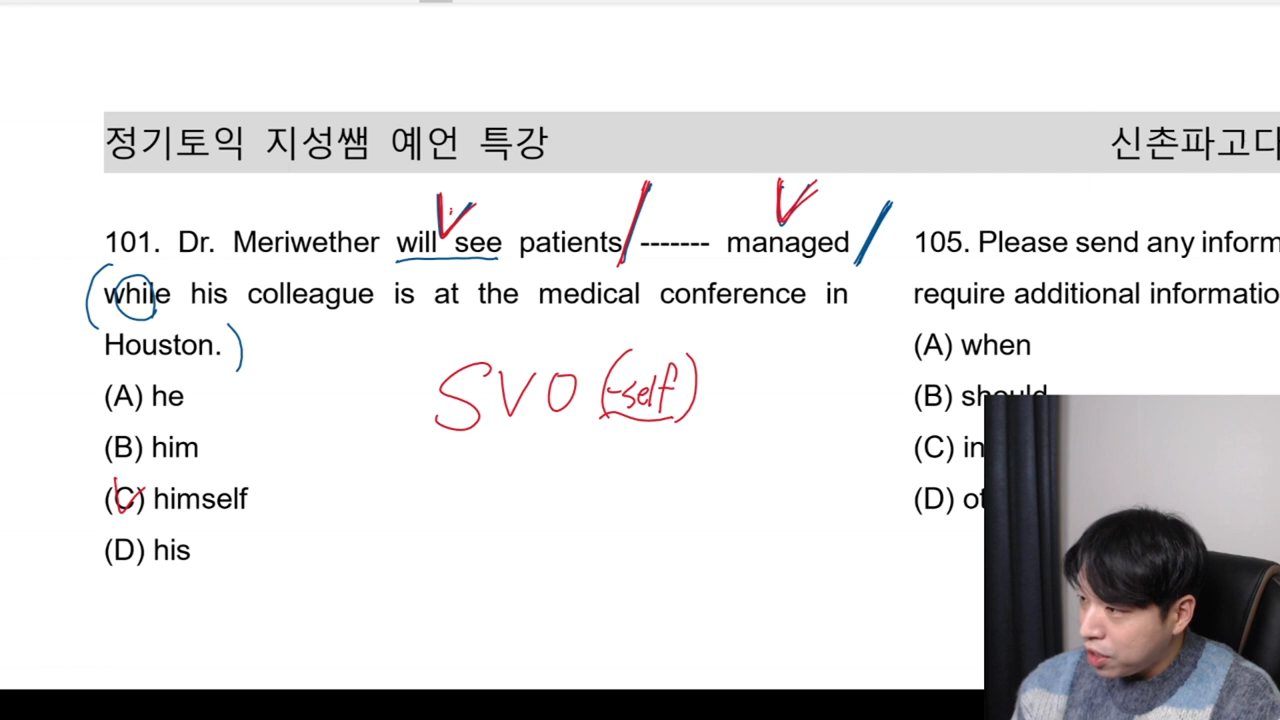 정기토익 지성쌤 예언 특강
신촌파고다
101. Dr. Meriwether will see patients ------- managed
while his colleague is at the medical conference in
Houston.
(A) he
(B) him
(C) himself
(D) his
SVO (-self)
105. Please send any inform
require additional informatio
(A) when
(B) should
(C) in
(D) ot